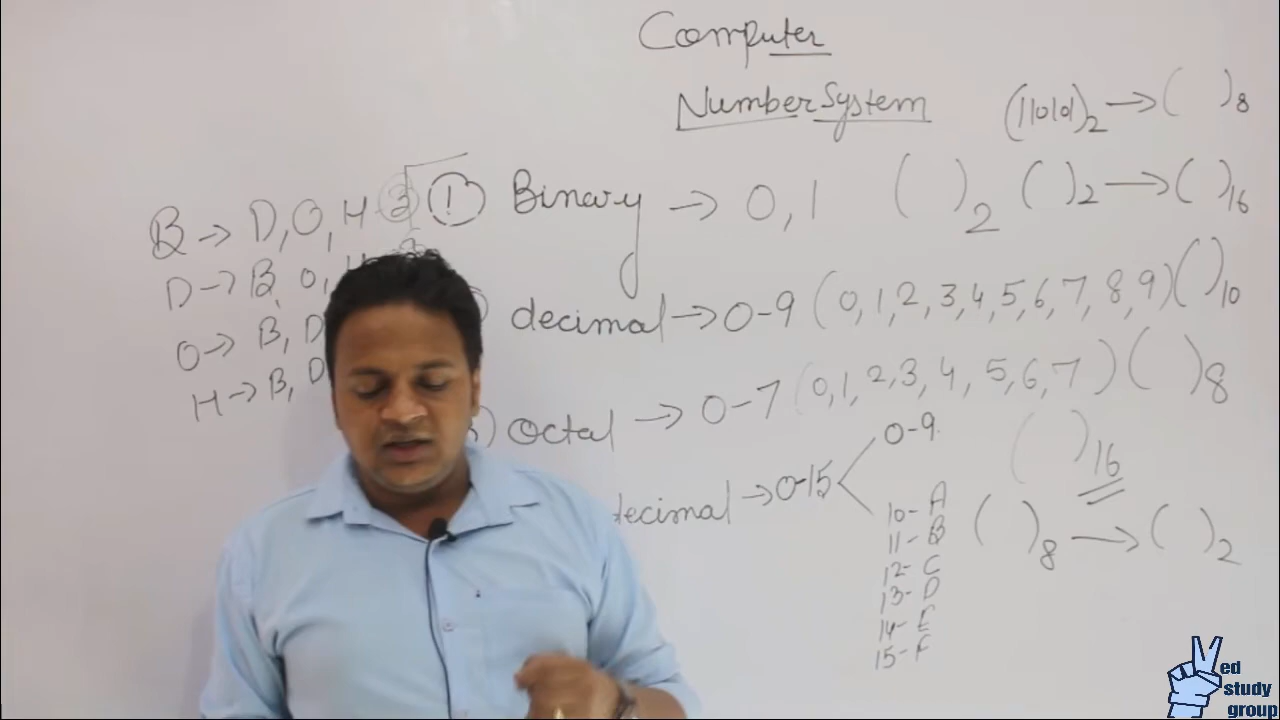 Computer
Number System
(11010)₂ → ( )₈
B → D, O, H 3
① Binary → 0, 1 ( )₂ ( )₂ → ( )₁₆
D → B, O, H
decimal → 0-9 (0,1,2,3,4,5,6,7,8,9) ( )₁₀
O → B, D
Octal → 0-7 (0,1,2,3,4,5,6,7) ( )₈
H → B, D
decimal → 0-15
0-9
( )₁₆
10- A
11- B
12- C
13- D
14- E
15- F
( )₈ → ( )₂
ed
study
group